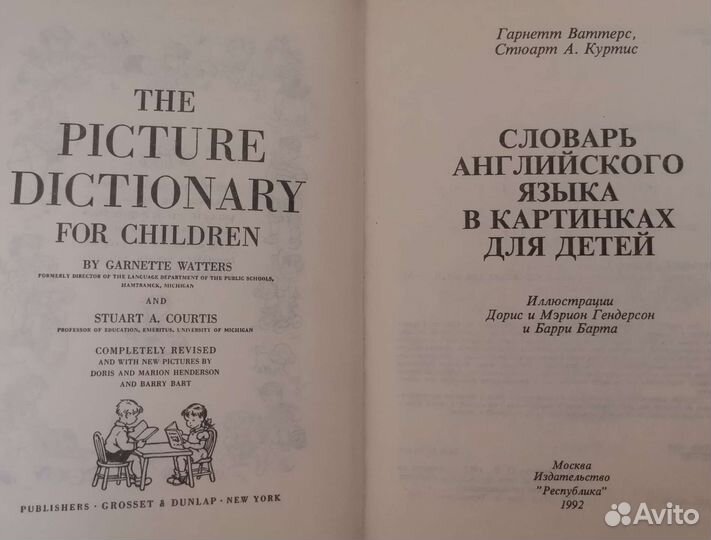 THE
PICTURE
DICTIONARY
FOR CHILDREN
BY GARNETTE WATTERS
FORMERLY DIRECTOR OF THE LANGUAGE DEPARTMENT OF THE PUBLIC SCHOOLS,
HAMTRAMCK, MICHIGAN
AND
STUART A. COURTIS
PROFESSOR OF EDUCATION, EMERITUS, UNIVERSITY OF MICHIGAN
COMPLETELY REVISED
AND WITH NEW PICTURES BY
DORIS AND MARION HENDERSON
AND BARRY BART
PUBLISHERS · GROSSET & DUNLAP · NEW YORK
Гарнетт Ваттерс,
Стюарт А. Куртис
СЛОВАРЬ
АНГЛИЙСКОГО
ЯЗЫКА
В КАРТИНКАХ
ДЛЯ ДЕТЕЙ
Иллюстрации
Дорис и Мэрион Гендерсон
и Барри Барта
Москва
Издательство
"Республика"
1992
Avito